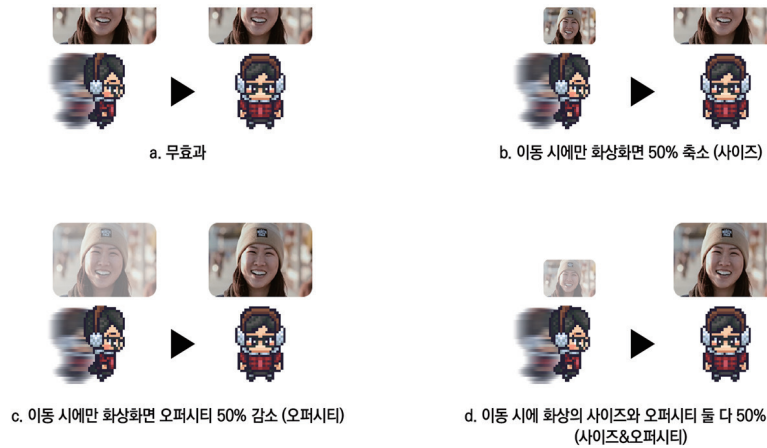 a. 무효과
b. 이동 시에만 화상화면 50% 축소 (사이즈)
c. 이동 시에만 화상화면 오퍼시티 50% 감소 (오퍼시티)
d. 이동 시에 화상의 사이즈와 오퍼시티 둘 다 50%
(사이즈&오퍼시티)